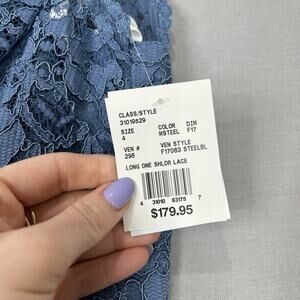 CLASS/STYLE
31019829
SIZE COLOR DIM
4 MSTEEL F17
VEN # VEN STYLE
298 F17063 STEELBL
LONG ONE SHLDR LACE
4 31010 83175 7
$179.95